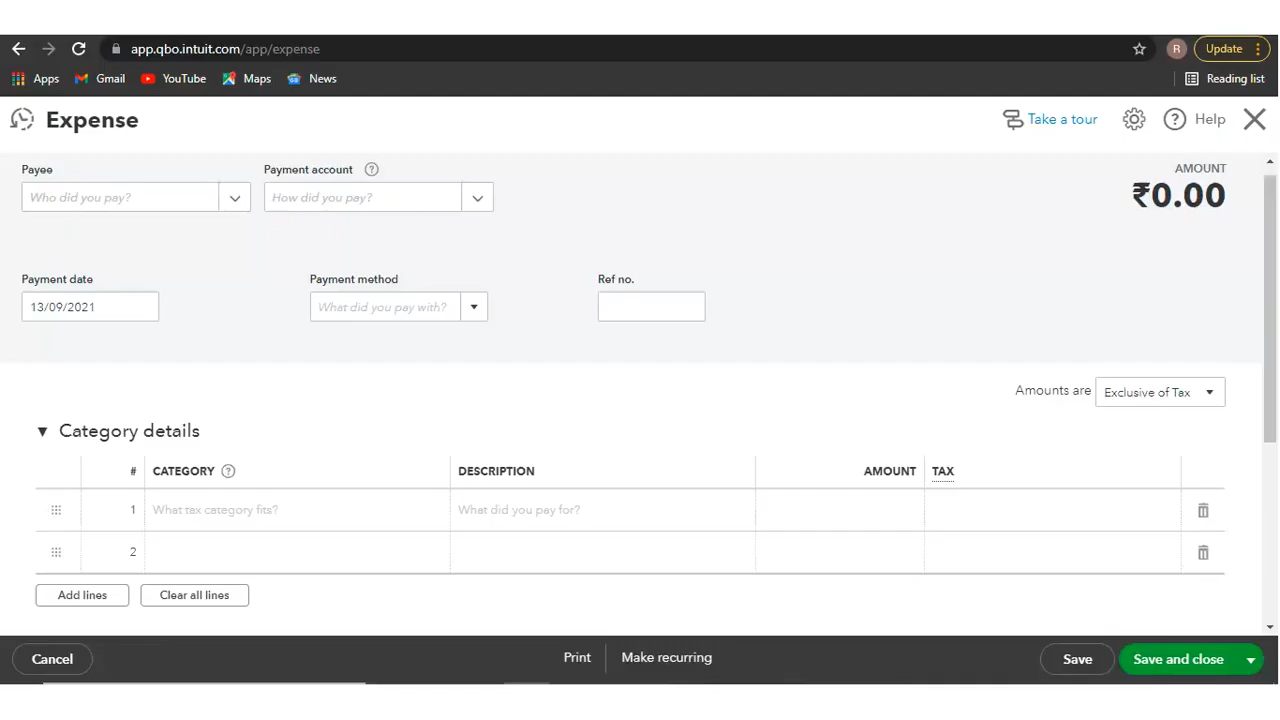 app.qbo.intuit.com/app/expense
R
Update
Apps
Gmail
YouTube
Maps
News
Reading list
Expense
Take a tour
? Help
Payee
Payment account ?
AMOUNT
₹0.00
Who did you pay?
How did you pay?
Payment date
Payment method
Ref no.
13/09/2021
What did you pay with?
Amounts are Exclusive of Tax
Category details
# CATEGORY ? DESCRIPTION AMOUNT TAX
1 What tax category fits? What did you pay for?
2
Add lines
Clear all lines
Cancel
Print
Make recurring
Save
Save and close